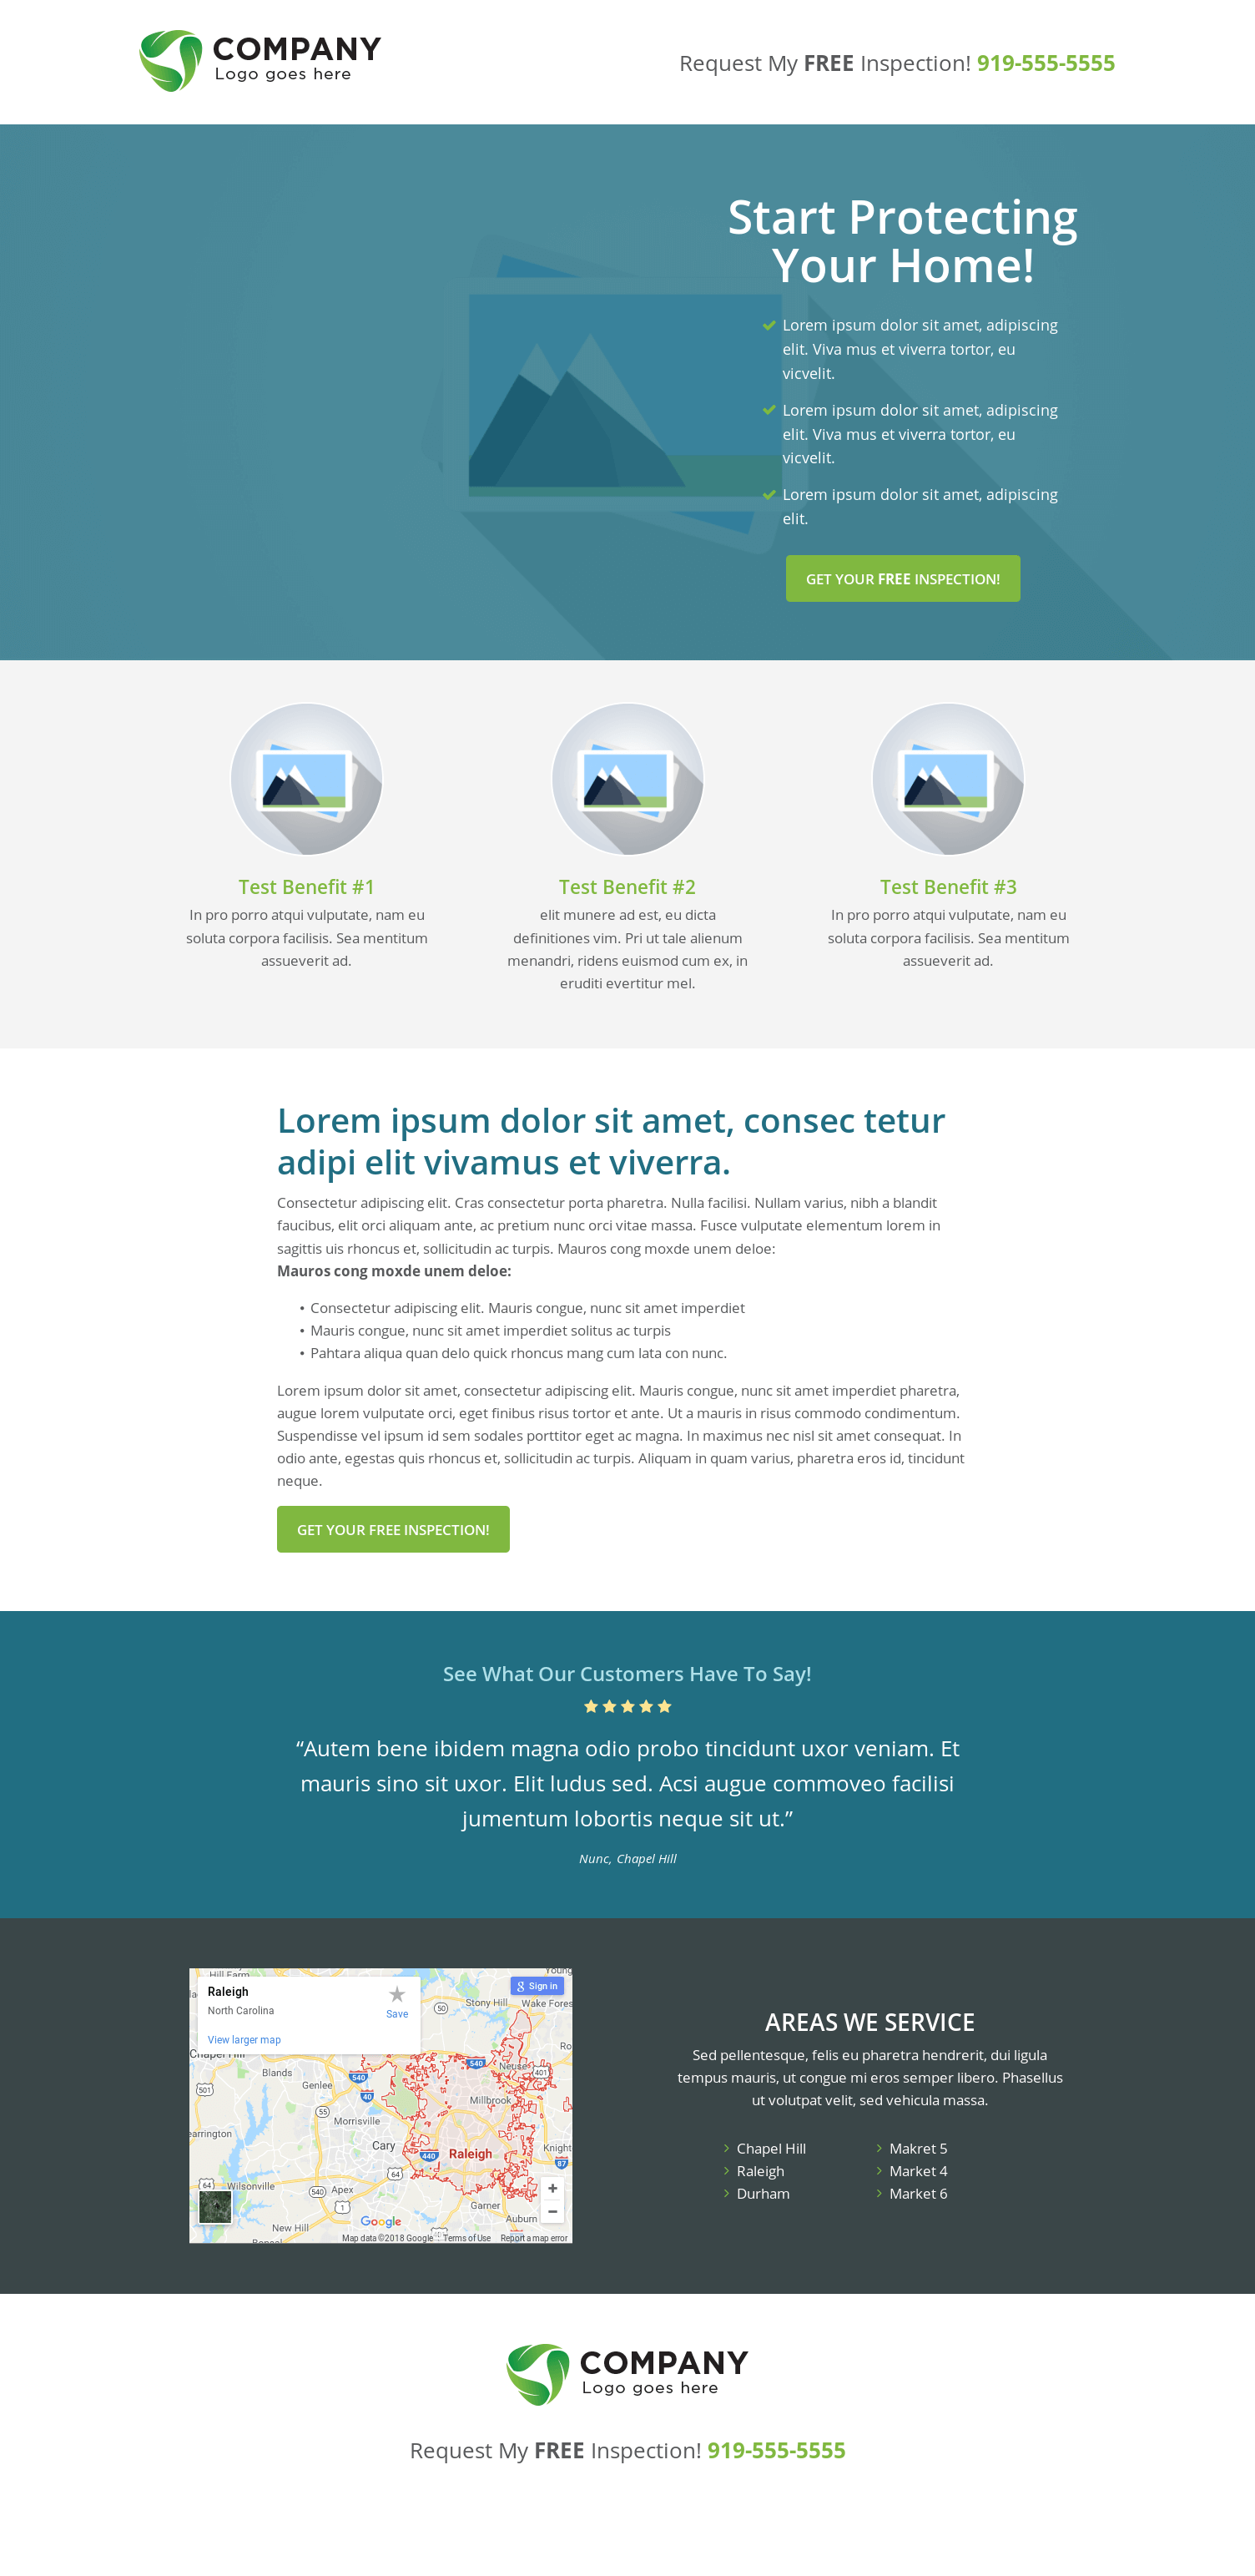 COMPANY
Logo goes here
Request My FREE Inspection! 919-555-5555
Start Protecting
Your Home!
Lorem ipsum dolor sit amet, adipiscing
elit. Viva mus et viverra tortor, eu
vicvelit.
Lorem ipsum dolor sit amet, adipiscing
elit. Viva mus et viverra tortor, eu
vicvelit.
Lorem ipsum dolor sit amet, adipiscing
elit.
GET YOUR FREE INSPECTION!
Test Benefit #1
In pro porro atqui vulputate, nam eu
soluta corpora facilisis. Sea mentitum
assueverit ad.
Test Benefit #2
elit munere ad est, eu dicta
definitiones vim. Pri ut tale alienum
menandri, ridens euismod cum ex, in
eruditi evertitur mel.
Test Benefit #3
In pro porro atqui vulputate, nam eu
soluta corpora facilisis. Sea mentitum
assueverit ad.
Lorem ipsum dolor sit amet, consec tetur
adipi elit vivamus et viverra.
Consectetur adipiscing elit. Cras consectetur porta pharetra. Nulla facilisi. Nullam varius, nibh a blandit
faucibus, elit orci aliquam ante, ac pretium nunc orci vitae massa. Fusce vulputate elementum lorem in
sagittis uis rhoncus et, sollicitudin ac turpis. Mauros cong moxde unem deloe:
Mauros cong moxde unem deloe:
• Consectetur adipiscing elit. Mauris congue, nunc sit amet imperdiet
• Mauris congue, nunc sit amet imperdiet solitus ac turpis
• Pahtara aliqua quan delo quick rhoncus mang cum lata con nunc.
Lorem ipsum dolor sit amet, consectetur adipiscing elit. Mauris congue, nunc sit amet imperdiet pharetra,
augue lorem vulputate orci, eget finibus risus tortor et ante. Ut a mauris in risus commodo condimentum.
Suspendisse vel ipsum id sem sodales porttitor eget ac magna. In maximus nec nisl sit amet consequat. In
odio ante, egestas quis rhoncus et, sollicitudin ac turpis. Aliquam in quam varius, pharetra eros id, tincidunt
neque.
GET YOUR FREE INSPECTION!
See What Our Customers Have To Say!
“Autem bene ibidem magna odio probo tincidunt uxor veniam. Et
mauris sino sit uxor. Elit ludus sed. Acsi augue commoveo facilisi
jumentum lobortis neque sit ut.”
Nunc, Chapel Hill
Raleigh
North Carolina
Save
View larger map
Sign in
50
Stony Hill
Wake Fores
Blands
540
540
Neuse
401
501
Genlee
40
Millbrook
55
Morrisville
earrington
Cary
440
Raleigh
Knight
87
64
64
Wilsonville
540
Apex
1
Garner
Auburn
New Hill
Google
Map data ©2018 Google
Terms of Use
Report a map error
AREAS WE SERVICE
Sed pellentesque, felis eu pharetra hendrerit, dui ligula
tempus mauris, ut congue mi eros semper libero. Phasellus
ut volutpat velit, sed vehicula massa.
Chapel Hill
Raleigh
Durham
Makret 5
Market 4
Market 6
COMPANY
Logo goes here
Request My FREE Inspection! 919-555-5555